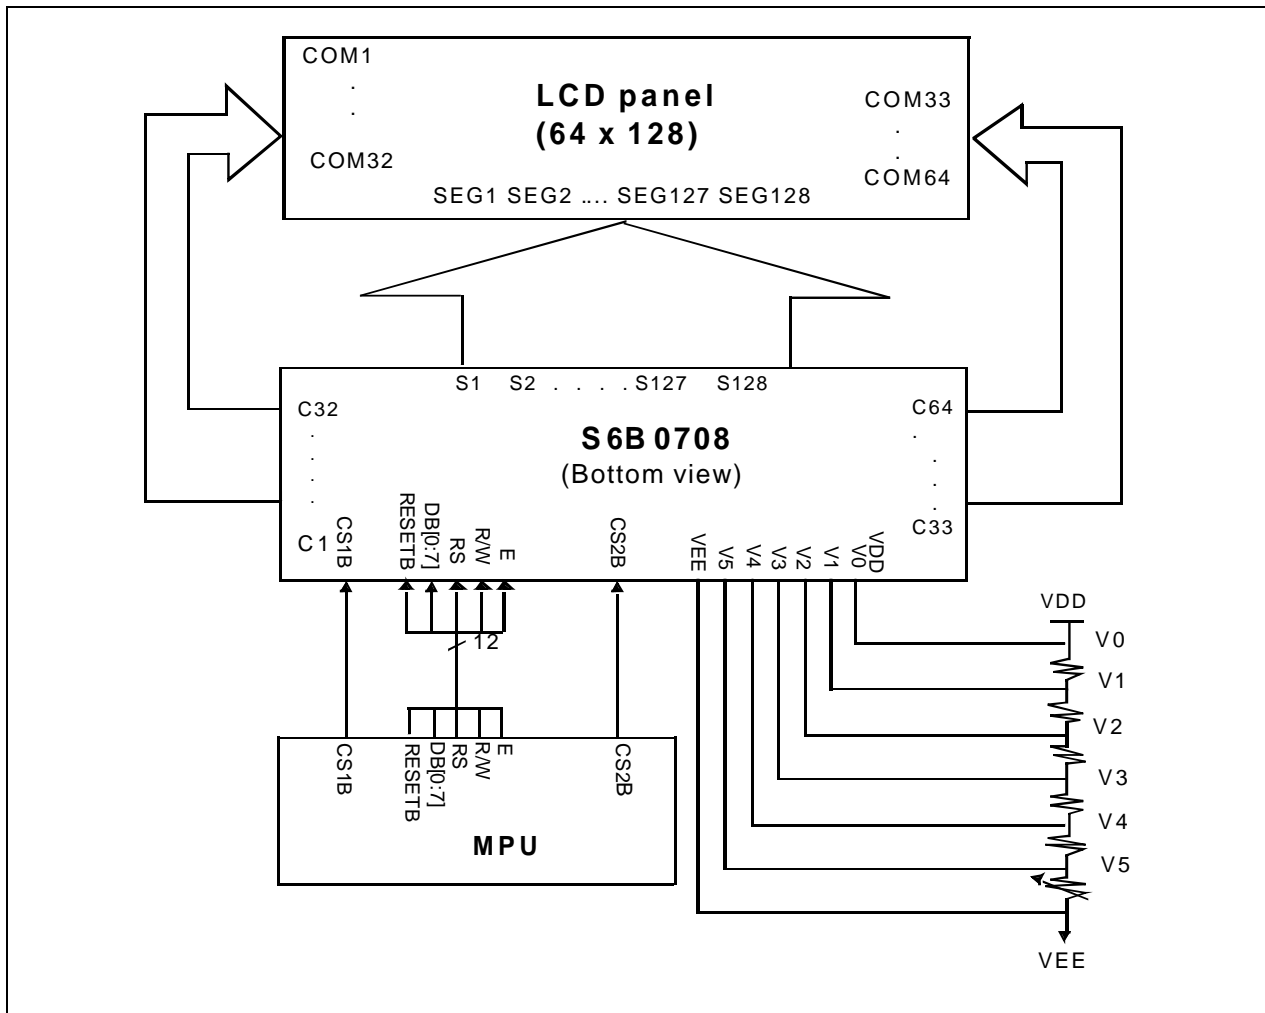 COM1
.
.
COM32
LCD panel
(64 x 128)
COM33
.
.
COM64
SEG1 SEG2 .... SEG127 SEG128
S1 S2 . . . . S127 S128
C32
.
.
.
.
C1
S6B0708
(Bottom view)
C64
.
.
.
.
C33
CS1B
RESETB
DB[0:7]
RS
R/W
E
CS2B
VEE
V5
V4
V3
V2
V1
V0
VDD
12
CS1B
RESETB
DB[0:7]
RS
R/W
E
CS2B
MPU
VDD
V0
V1
V2
V3
V4
V5
VEE